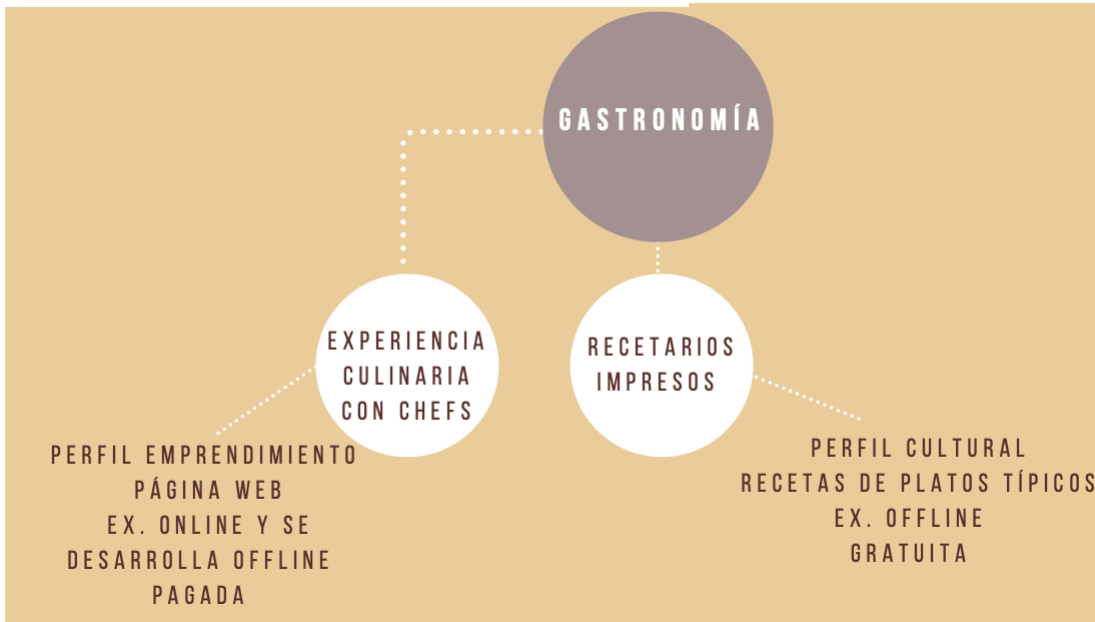 GASTRONOMÍA
EXPERIENCIA
CULINARIA
CON CHEFS
RECETARIOS
IMPRESOS
PERFIL EMPRENDIMIENTO
PÁGINA WEB
EX. ONLINE Y SE
DESARROLLA OFFLINE
PAGADA
PERFIL CULTURAL
RECETAS DE PLATOS TÍPICOS
EX. OFFLINE
GRATUITA